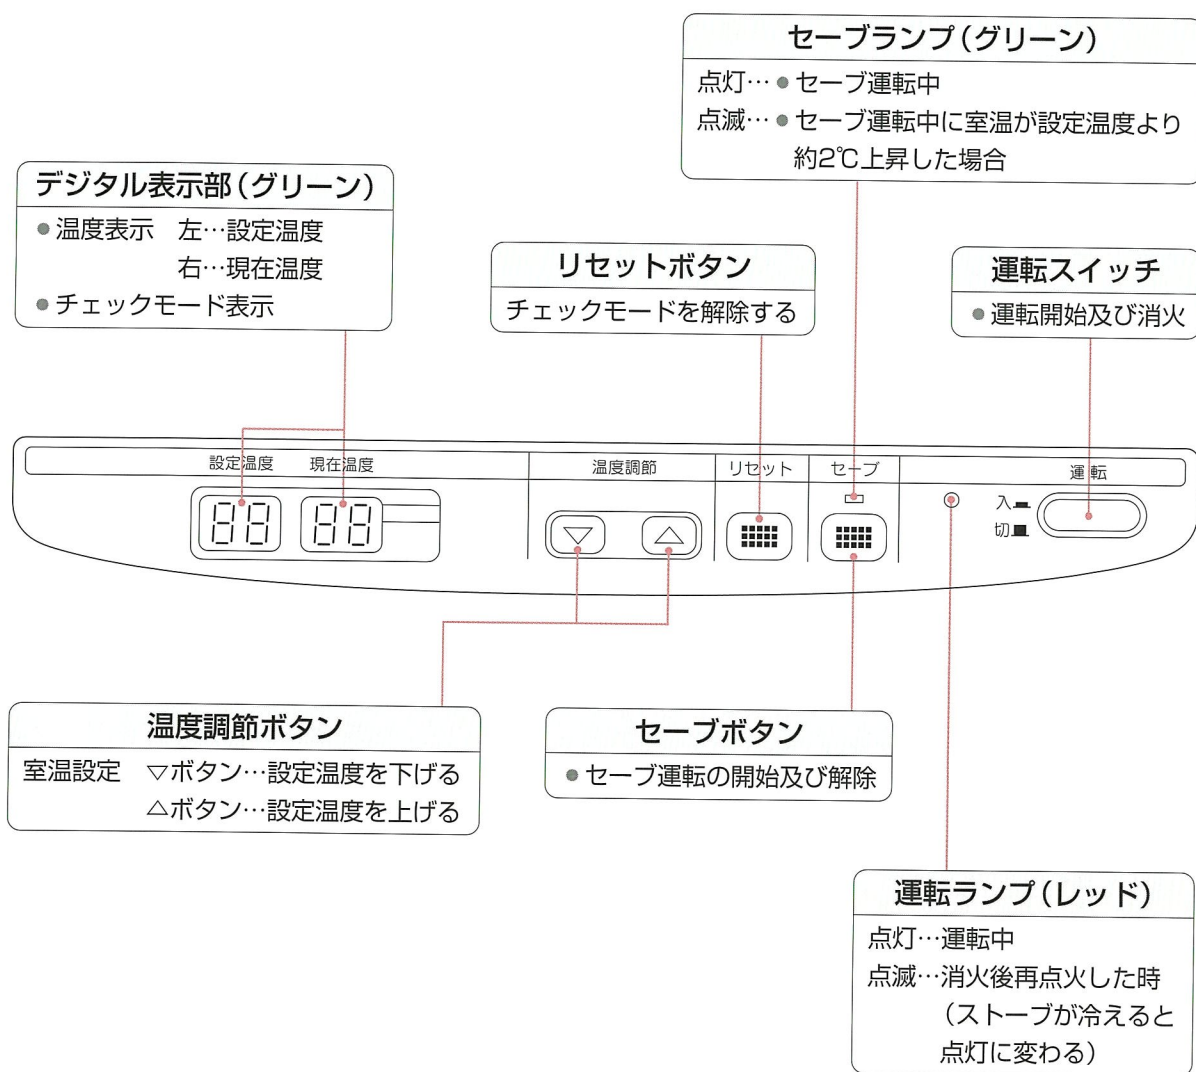 セーブランプ(グリーン)
点灯…●セーブ運転中
点滅…●セーブ運転中に室温が設定温度より
約2℃上昇した場合
デジタル表示部(グリーン)
●温度表示 左…設定温度
右…現在温度
●チェックモード表示
リセットボタン
チェックモードを解除する
運転スイッチ
●運転開始及び消火
設定温度 現在温度 温度調節 リセット セーブ 運転
88 88 ▽ △
入
切
温度調節ボタン
室温設定 ▽ボタン…設定温度を下げる
△ボタン…設定温度を上げる
セーブボタン
●セーブ運転の開始及び解除
運転ランプ(レッド)
点灯…運転中
点滅…消火後再点火した時
(ストーブが冷えると
点灯に変わる)